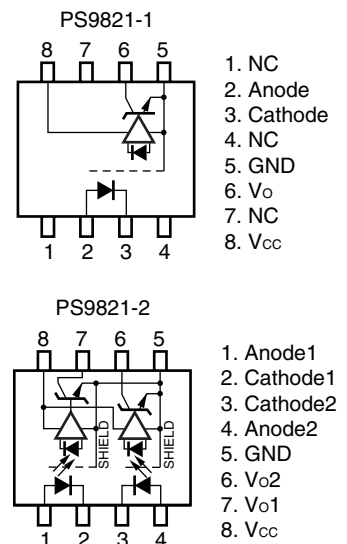 PS9821-1
8 7 6 5
1 2 3 4
1. NC
2. Anode
3. Cathode
4. NC
5. GND
6. Vo
7. NC
8. Vcc
PS9821-2
8 7 6 5
SHIELD SHIELD
1 2 3 4
1. Anode1
2. Cathode1
3. Cathode2
4. Anode2
5. GND
6. Vo2
7. Vo1
8. Vcc